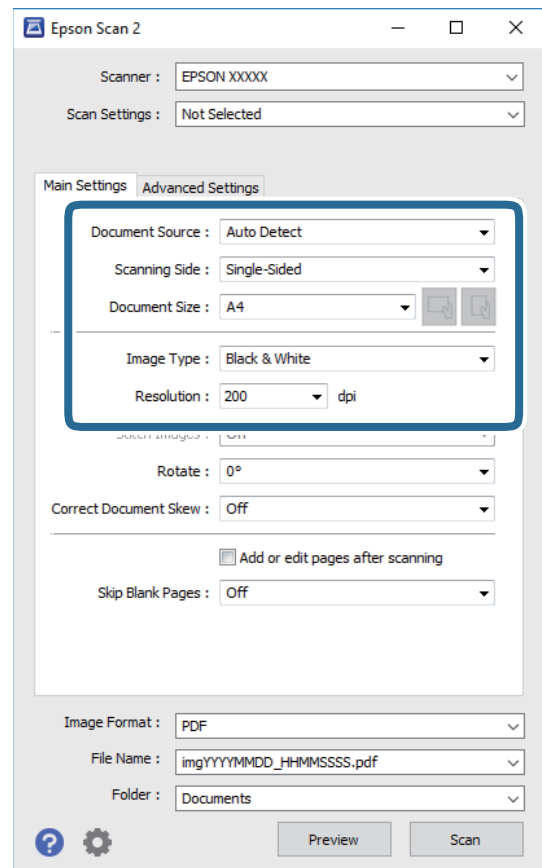 Epson Scan 2
Scanner : EPSON XXXXX
Scan Settings : Not Selected
Main Settings Advanced Settings
Document Source : Auto Detect
Scanning Side : Single-Sided
Document Size : A4
Image Type : Black & White
Resolution : 200 dpi
Rotate : 0°
Correct Document Skew : Off
Add or edit pages after scanning
Skip Blank Pages : Off
Image Format : PDF
File Name : imgYYYYMMDD_HHMMSSSS.pdf
Folder : Documents
Preview Scan